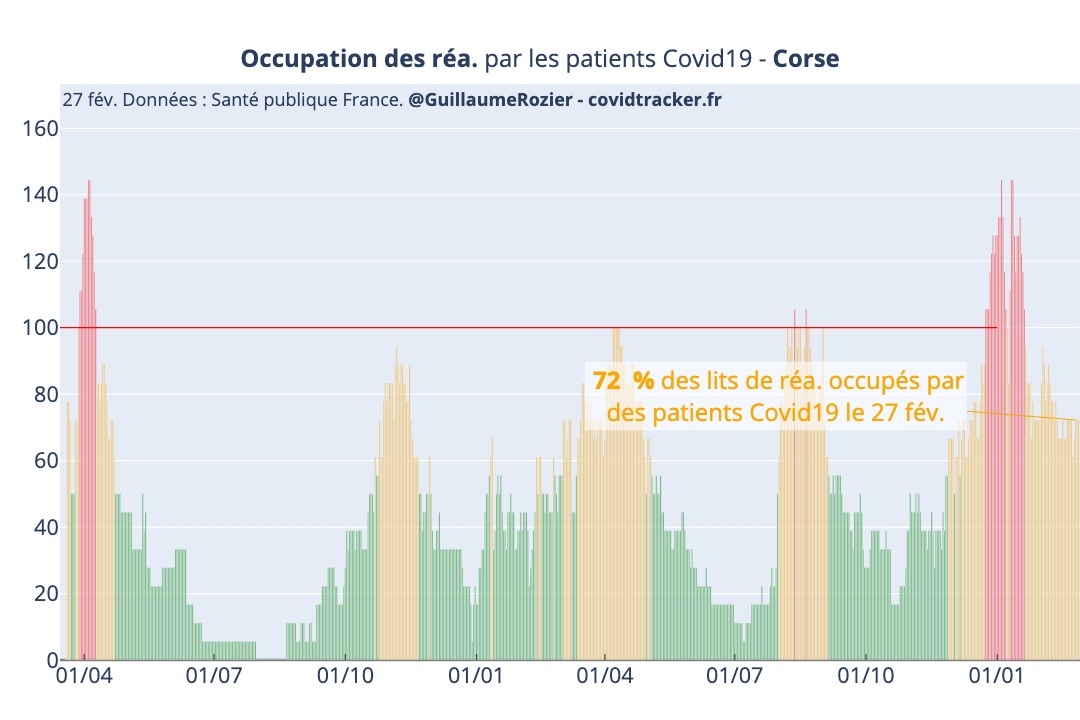 Occupation des réa. par les patients Covid19 - Corse
27 fév. Données : Santé publique France. @GuillaumeRozier - covidtracker.fr
160
140
120
100
80
60
40
20
0
72 % des lits de réa. occupés par
des patients Covid19 le 27 fév.
01/04 01/07 01/10 01/01 01/04 01/07 01/10 01/01